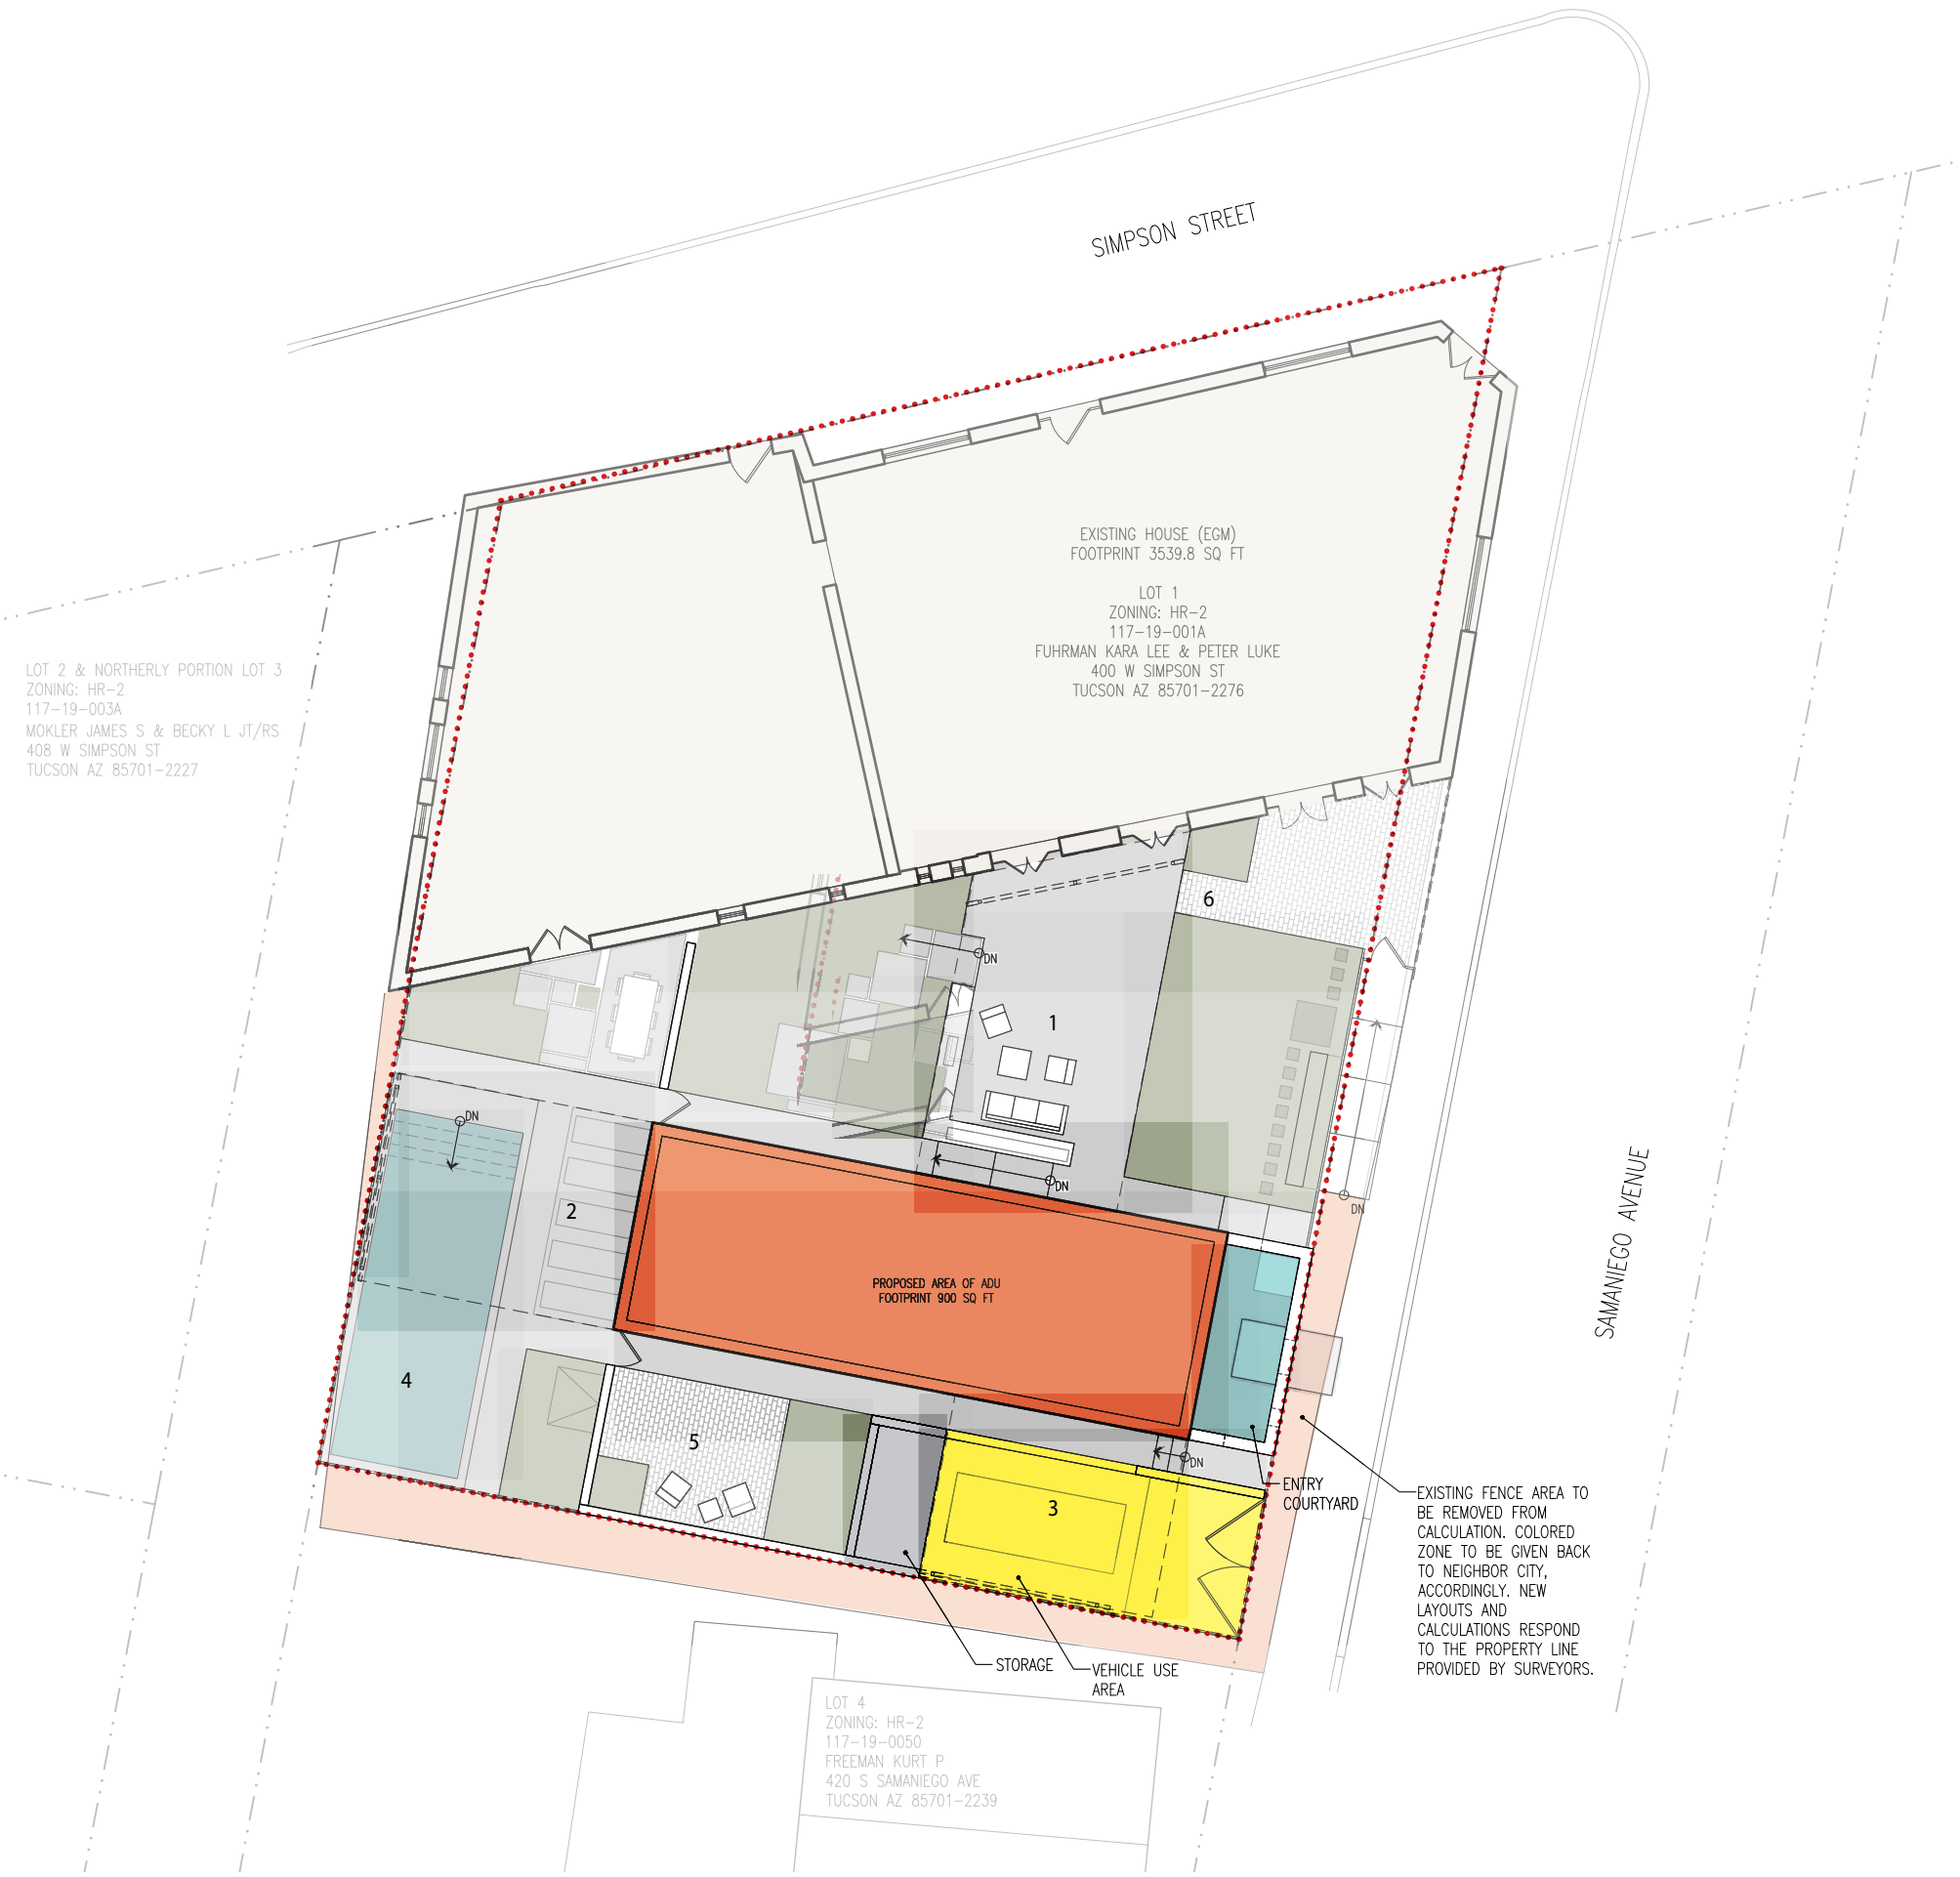 SIMPSON STREET
EXISTING HOUSE (EGM)
FOOTPRINT 3539.8 SQ FT
LOT 1
ZONING: HR-2
117-19-001A
FUHRMAN KARA LEE & PETER LUKE
400 W SIMPSON ST
TUCSON AZ 85701-2276
LOT 2 & NORTHERLY PORTION LOT 3
ZONING: HR-2
117-19-003A
MOKLER JAMES S & BECKY L JT/RS
408 W SIMPSON ST
TUCSON AZ 85701-2227
6
DN
1
DN
2
DN
DN
SAMANIEGO AVENUE
PROPOSED AREA OF ADU
FOOTPRINT 900 SQ FT
4
5
DN
3
ENTRY
COURTYARD
EXISTING FENCE AREA TO
BE REMOVED FROM
CALCULATION. COLORED
ZONE TO BE GIVEN BACK
TO NEIGHBOR CITY,
ACCORDINGLY. NEW
LAYOUTS AND
CALCULATIONS RESPOND
TO THE PROPERTY LINE
PROVIDED BY SURVEYORS.
STORAGE
VEHICLE USE
AREA
LOT 4
ZONING: HR-2
117-19-0050
FREEMAN KURT P
420 S SAMANIEGO AVE
TUCSON AZ 85701-2239